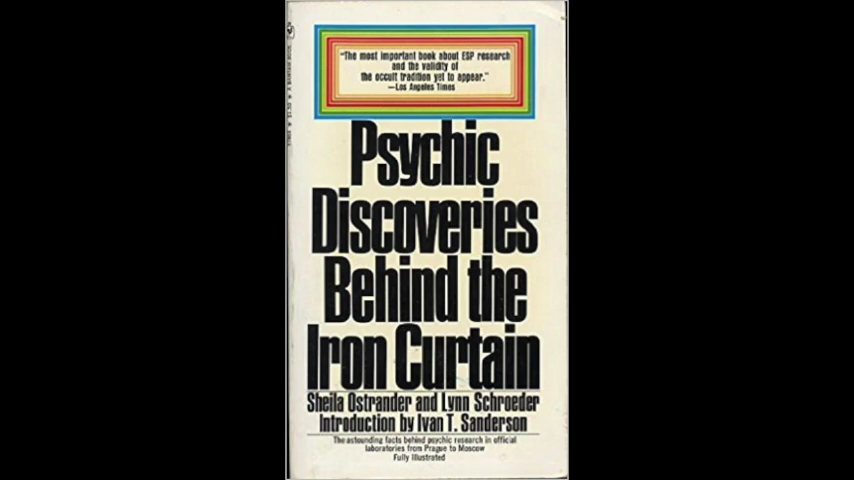 "The most important book about ESP research
and the validity of
the occult tradition yet to appear."
—Los Angeles Times
Psychic
Discoveries
Behind the
Iron Curtain
Sheila Ostrander and Lynn Schroeder
Introduction by Ivan T. Sanderson
The astounding facts behind psychic research in official
laboratories from Prague to Moscow
Fully Illustrated